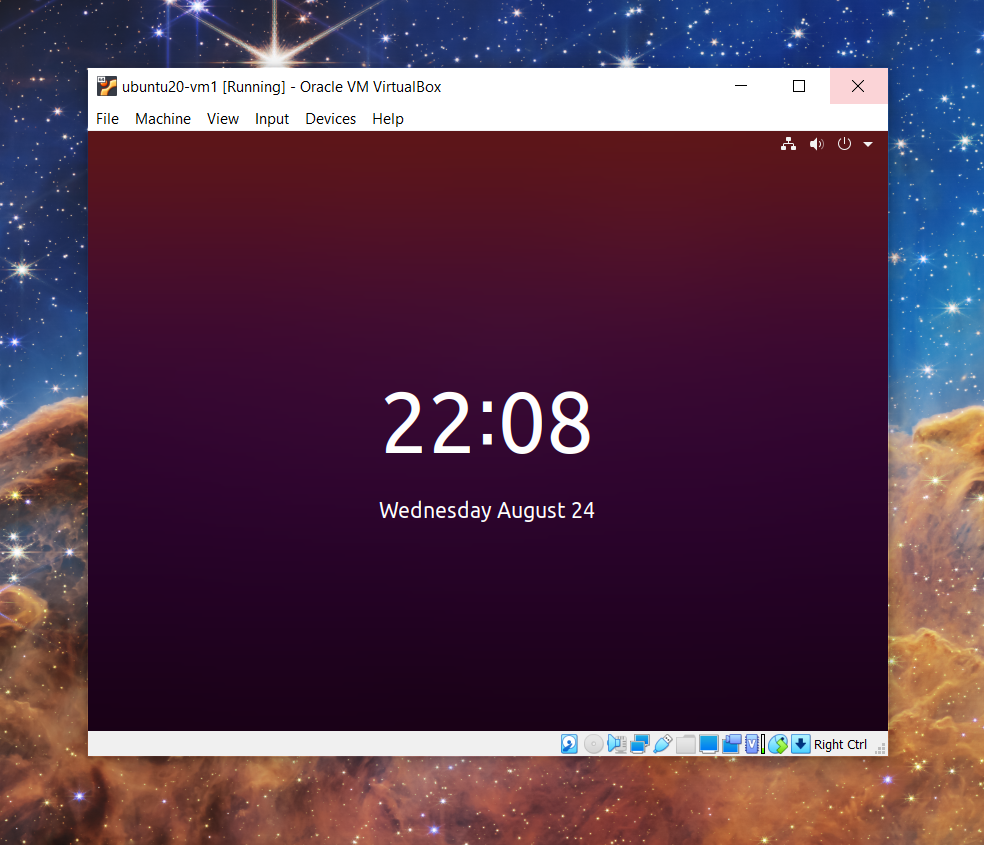 ubuntu20-vm1 [Running] - Oracle VM VirtualBox
File Machine View Input Devices Help
22:08
Wednesday August 24
V
Right Ctrl